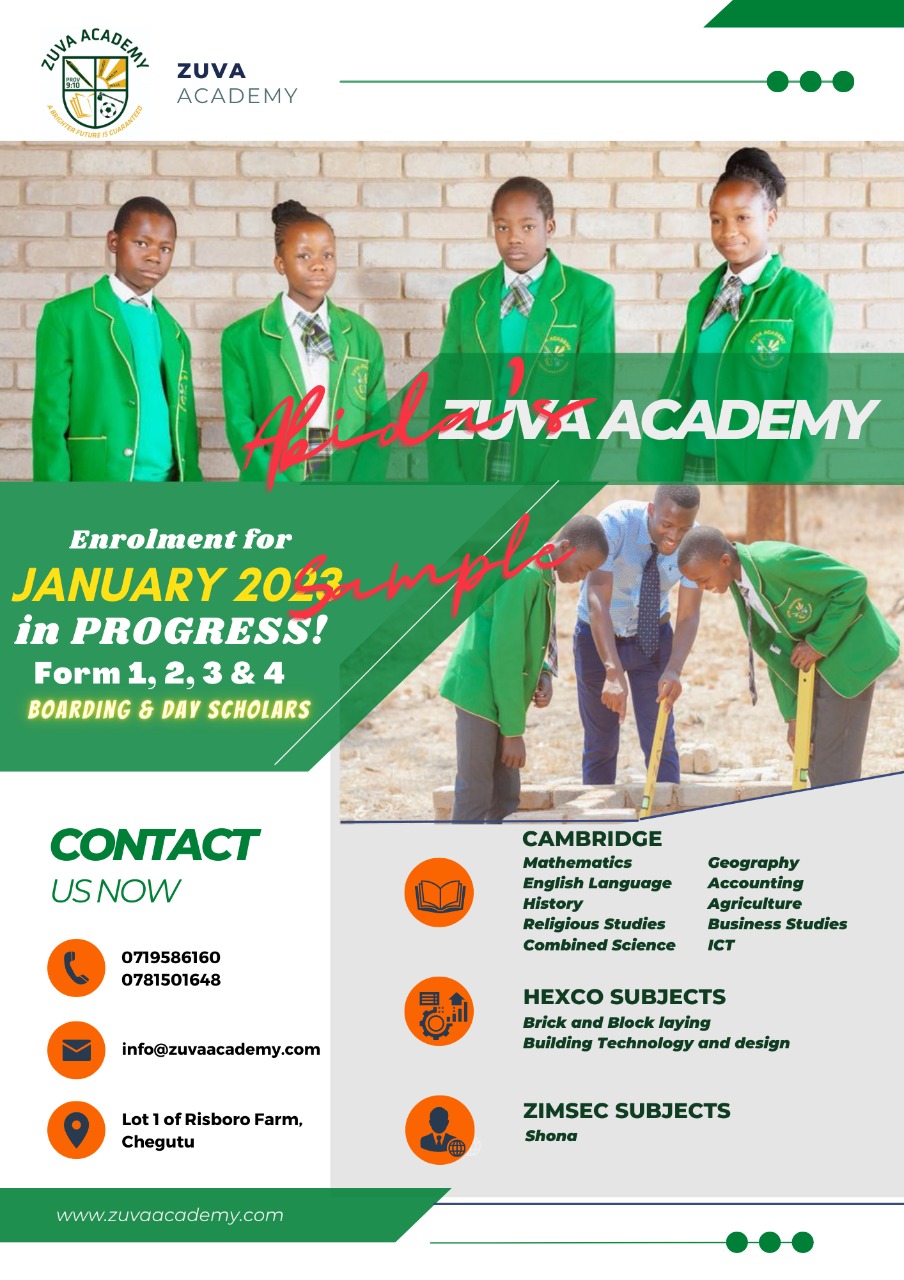 ZUVA ACADEMY
PROV
9:10
A BRIGHTER FUTURE IS GUARANTEED
ZUVA
ACADEMY
Abida's
ZUVA ACADEMY
Sample
Enrolment for
JANUARY 2023
in PROGRESS!
Form 1, 2, 3 & 4
BOARDING & DAY SCHOLARS
CONTACT
US NOW
0719586160
0781501648
info@zuvaacademy.com
Lot 1 of Risboro Farm,
Chegutu
CAMBRIDGE
Mathematics
English Language
History
Religious Studies
Combined Science
Geography
Accounting
Agriculture
Business Studies
ICT
HEXCO SUBJECTS
Brick and Block laying
Building Technology and design
ZIMSEC SUBJECTS
Shona
www.zuvaacademy.com